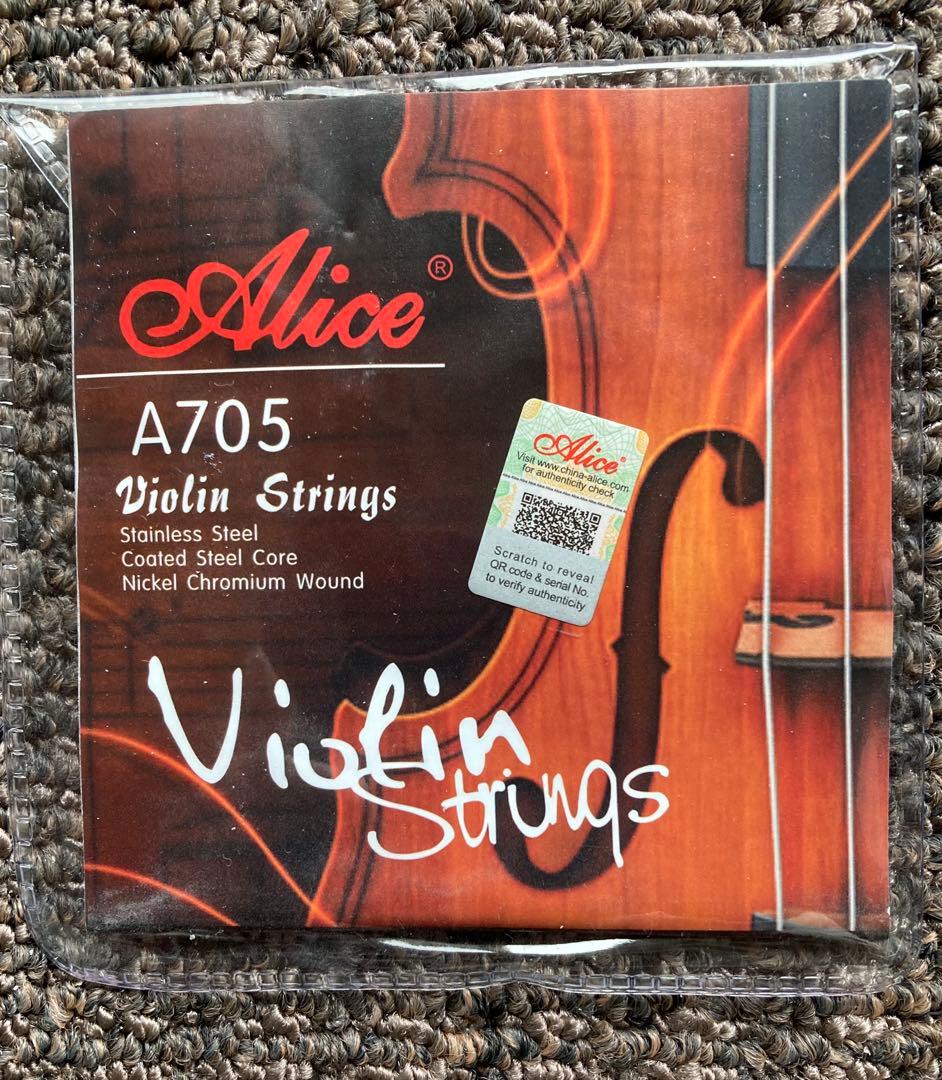 Alice®
A705
Violin Strings
Stainless Steel
Coated Steel Core
Nickel Chromium Wound
Alice®
Visit www.china-alice.com
for authenticity check
Scratch to reveal
QR code & serial No.
to verify authenticity
Violin
Strings